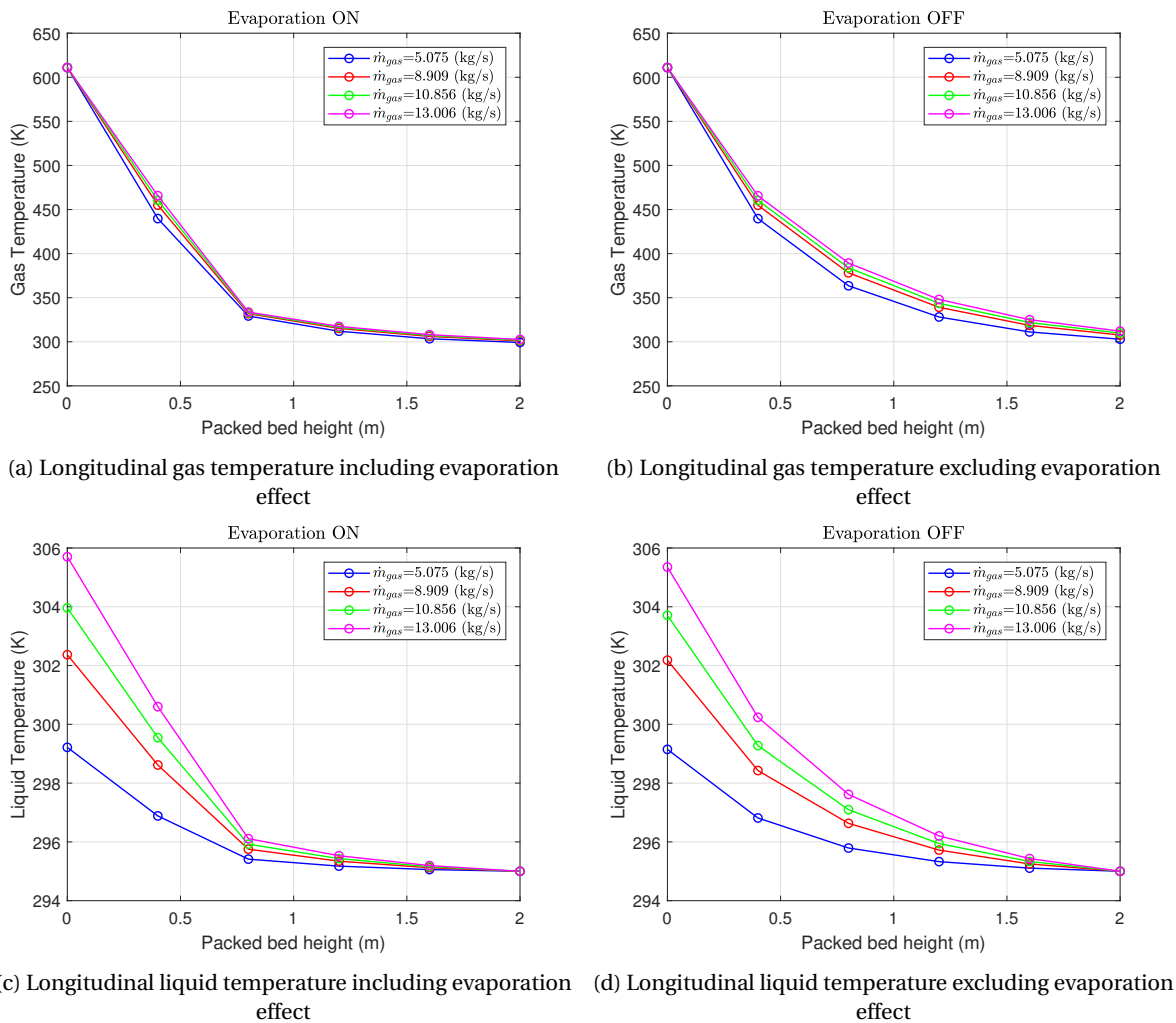 Evaporation ON
650
600
550
500
450
400
350
300
250
Gas Temperature (K)
ṁgas=5.075 (kg/s)
ṁgas=8.909 (kg/s)
ṁgas=10.856 (kg/s)
ṁgas=13.006 (kg/s)
0 0.5 1 1.5 2
Packed bed height (m)
(a) Longitudinal gas temperature including evaporation
effect
Evaporation OFF
650
600
550
500
450
400
350
300
250
Gas Temperature (K)
ṁgas=5.075 (kg/s)
ṁgas=8.909 (kg/s)
ṁgas=10.856 (kg/s)
ṁgas=13.006 (kg/s)
0 0.5 1 1.5 2
Packed bed height (m)
(b) Longitudinal gas temperature excluding evaporation
effect
Evaporation ON
306
304
302
300
298
296
294
Liquid Temperature (K)
ṁgas=5.075 (kg/s)
ṁgas=8.909 (kg/s)
ṁgas=10.856 (kg/s)
ṁgas=13.006 (kg/s)
0 0.5 1 1.5 2
Packed bed height (m)
c) Longitudinal liquid temperature including evaporation
effect
Evaporation OFF
306
304
302
300
298
296
294
Liquid Temperature (K)
ṁgas=5.075 (kg/s)
ṁgas=8.909 (kg/s)
ṁgas=10.856 (kg/s)
ṁgas=13.006 (kg/s)
0 0.5 1 1.5 2
Packed bed height (m)
(d) Longitudinal liquid temperature excluding evaporation
effect